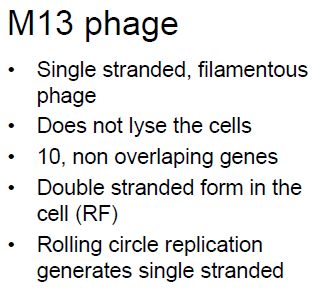 M13 phage
• Single stranded, filamentous
phage
• Does not lyse the cells
• 10, non overlaping genes
• Double stranded form in the
cell (RF)
• Rolling circle replication
generates single stranded